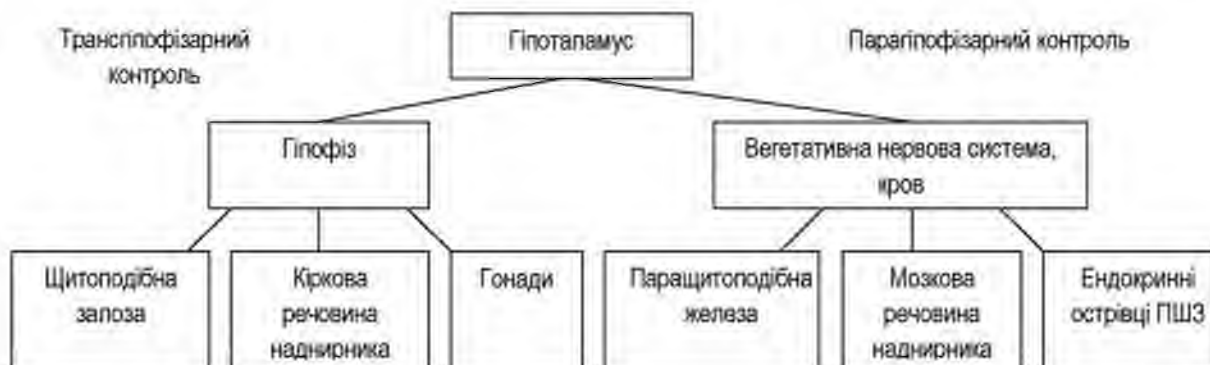 Трансгіпофізарний
контроль
Гіпоталамус
Парагіпофізарний контроль
Гіпофіз
Вегетативна нервова система,
кров
Щитоподібна
залоза
Кіркова
речовина
наднирника
Гонади
Паращитоподібна
железа
Мозкова
речовина
наднирника
Ендокринні
острівці ПШЗ